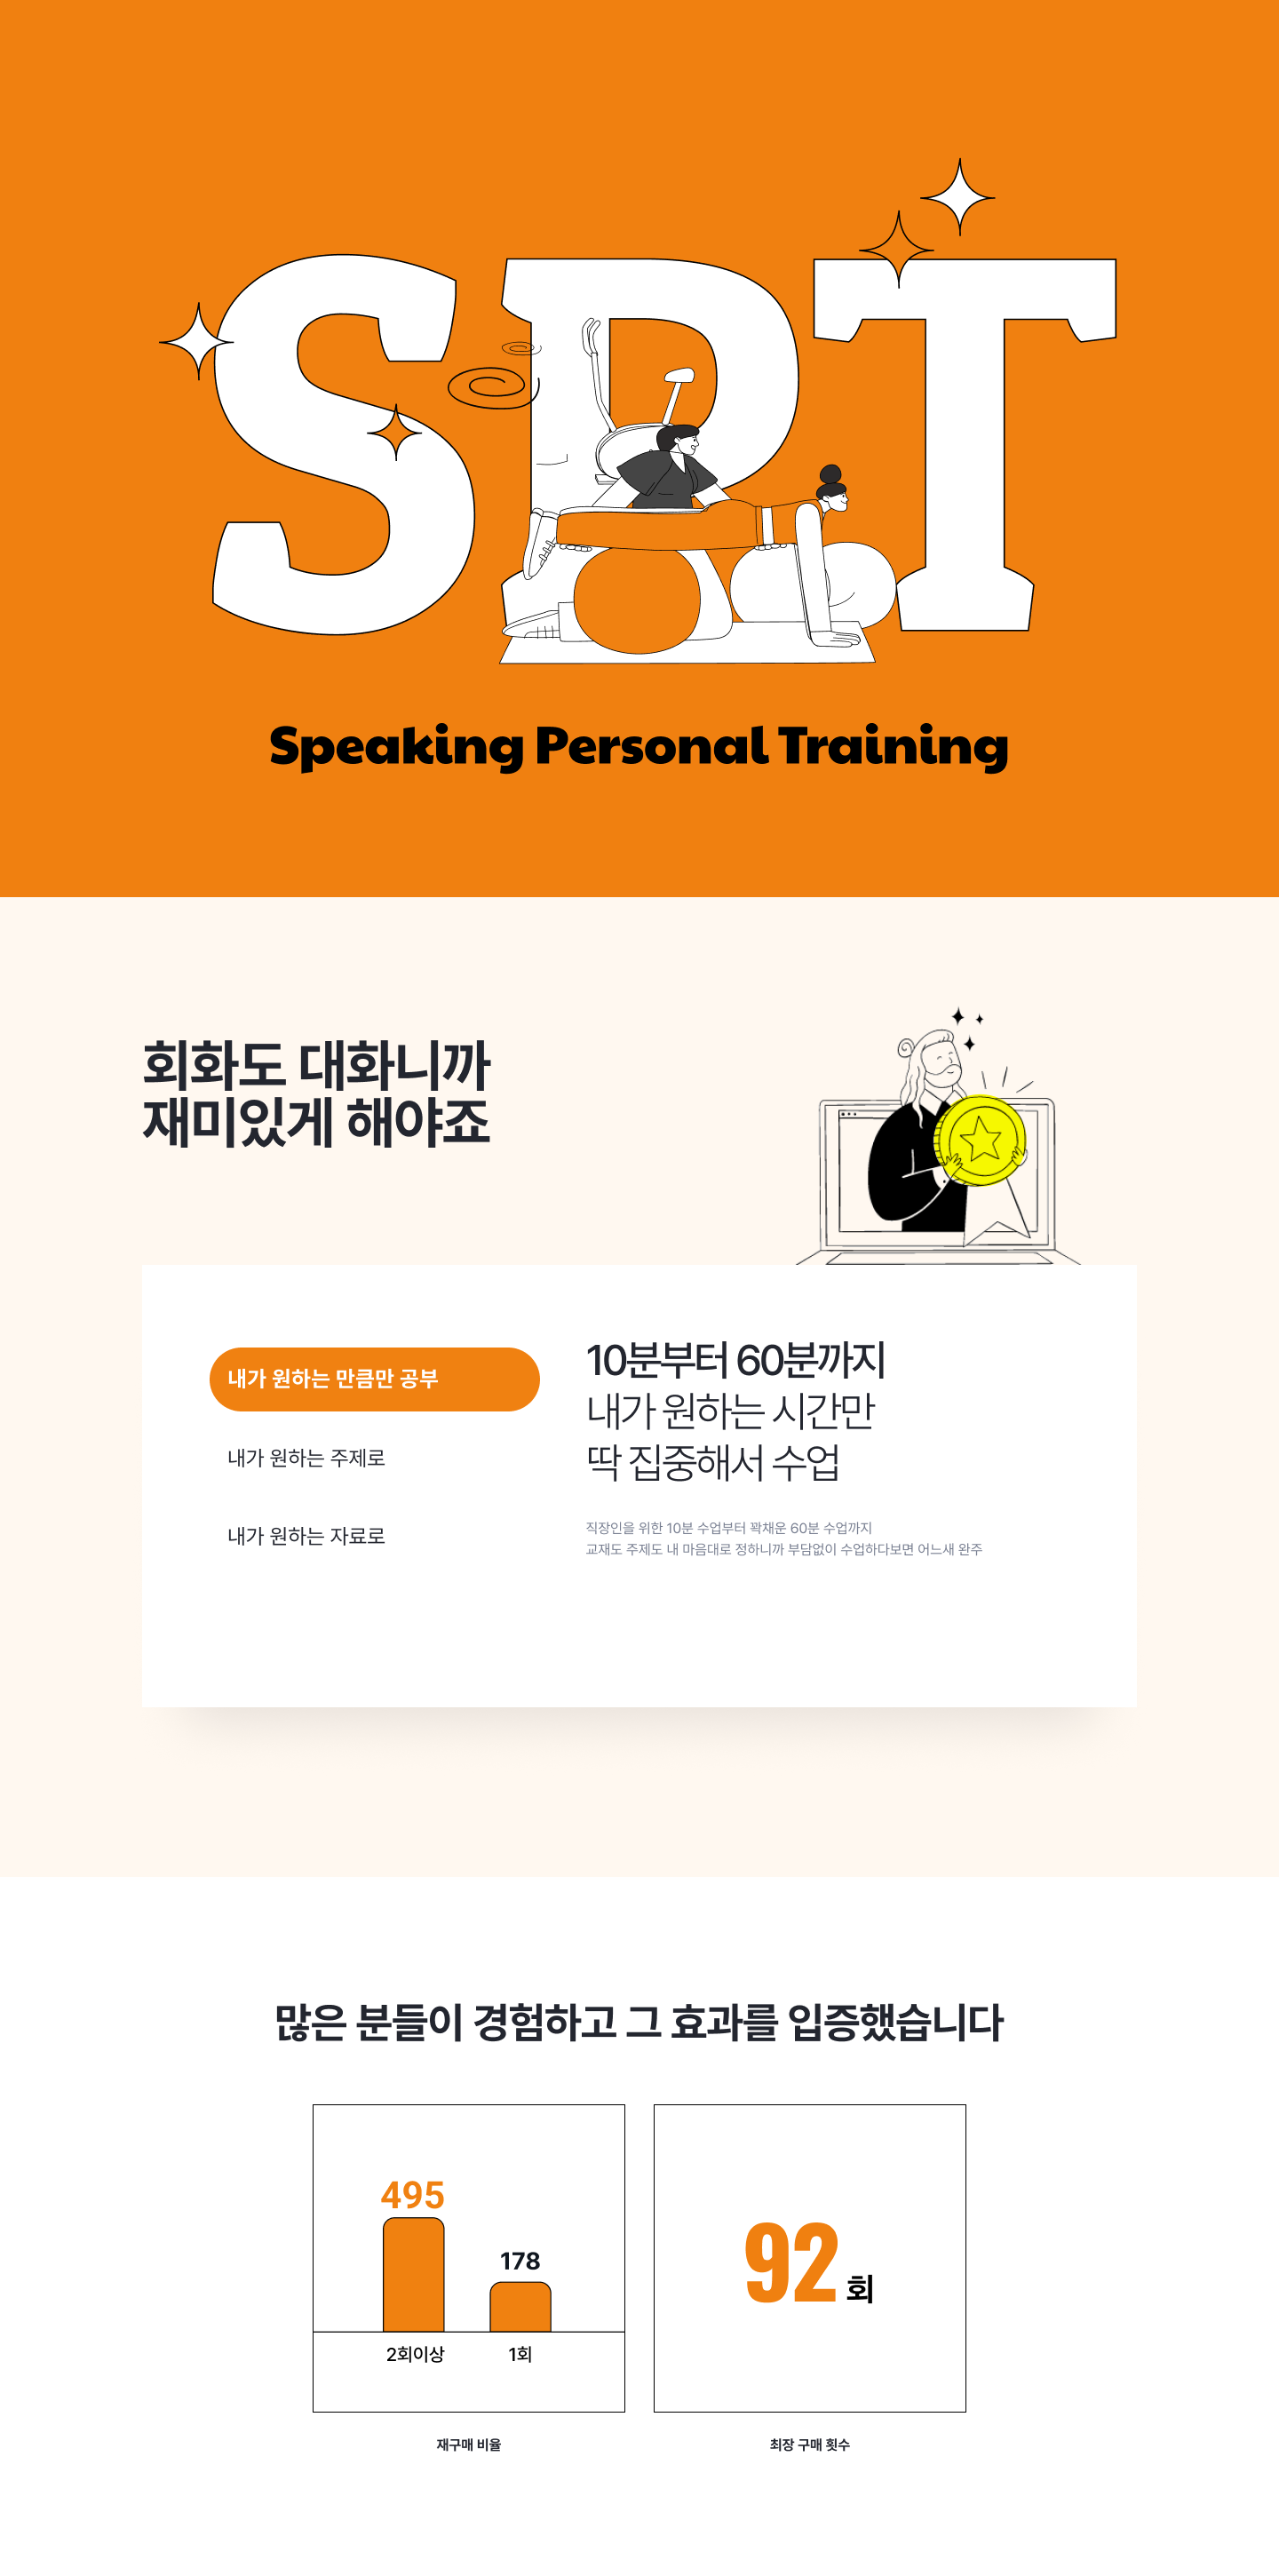 SPT
Speaking Personal Training
회화도 대화니까
재미있게 해야죠
내가 원하는 만큼만 공부
내가 원하는 주제로
내가 원하는 자료로
10분부터 60분까지
내가 원하는 시간만
딱 집중해서 수업
직장인을 위한 10분 수업부터 꽉채운 60분 수업까지
교재도 주제도 내 마음대로 정하니까 부담없이 수업하다보면 어느새 완주
많은 분들이 경험하고 그 효과를 입증했습니다
495
178
2회이상
1회
재구매 비율
92 회
최장 구매 횟수